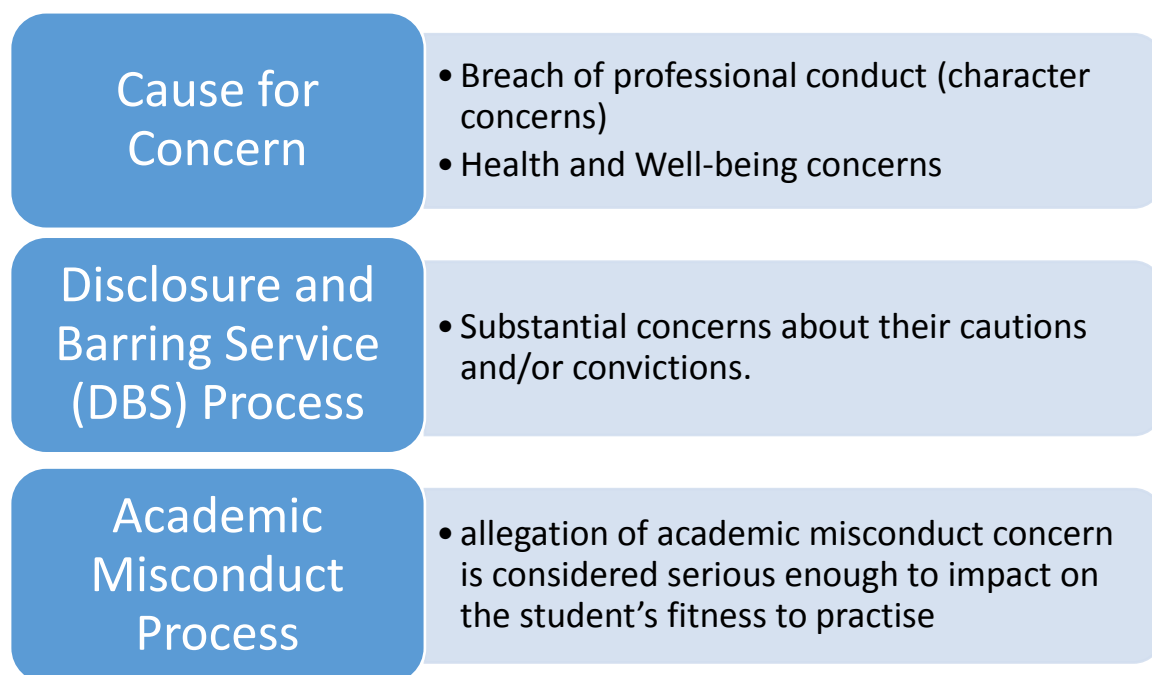 Cause for
Concern
• Breach of professional conduct (character
concerns)
• Health and Well-being concerns
Disclosure and
Barring Service
(DBS) Process
• Substantial concerns about their cautions
and/or convictions.
Academic
Misconduct
Process
• allegation of academic misconduct concern
is considered serious enough to impact on
the student’s fitness to practise